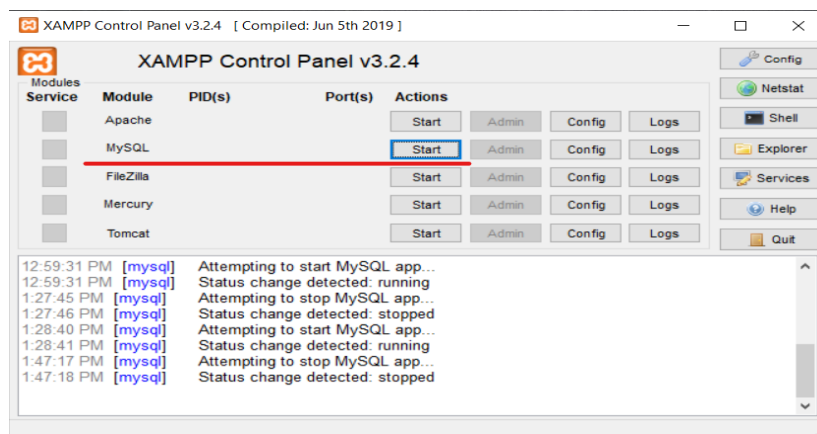 XAMPP Control Panel v3.2.4 [ Compiled: Jun 5th 2019 ]
XAMPP Control Panel v3.2.4
Config
Modules
Service Module PID(s) Port(s) Actions
Netstat
Apache Start Admin Config Logs
Shell
MySQL Start Admin Config Logs
Explorer
FileZilla Start Admin Config Logs
Services
Mercury Start Admin Config Logs
Help
Tomcat Start Admin Config Logs
Quit
12:59:31 PM [mysql] Attempting to start MySQL app...
12:59:31 PM [mysql] Status change detected: running
1:27:45 PM [mysql] Attempting to stop MySQL app...
1:27:46 PM [mysql] Status change detected: stopped
1:28:40 PM [mysql] Attempting to start MySQL app...
1:28:41 PM [mysql] Status change detected: running
1:47:17 PM [mysql] Attempting to stop MySQL app...
1:47:18 PM [mysql] Status change detected: stopped